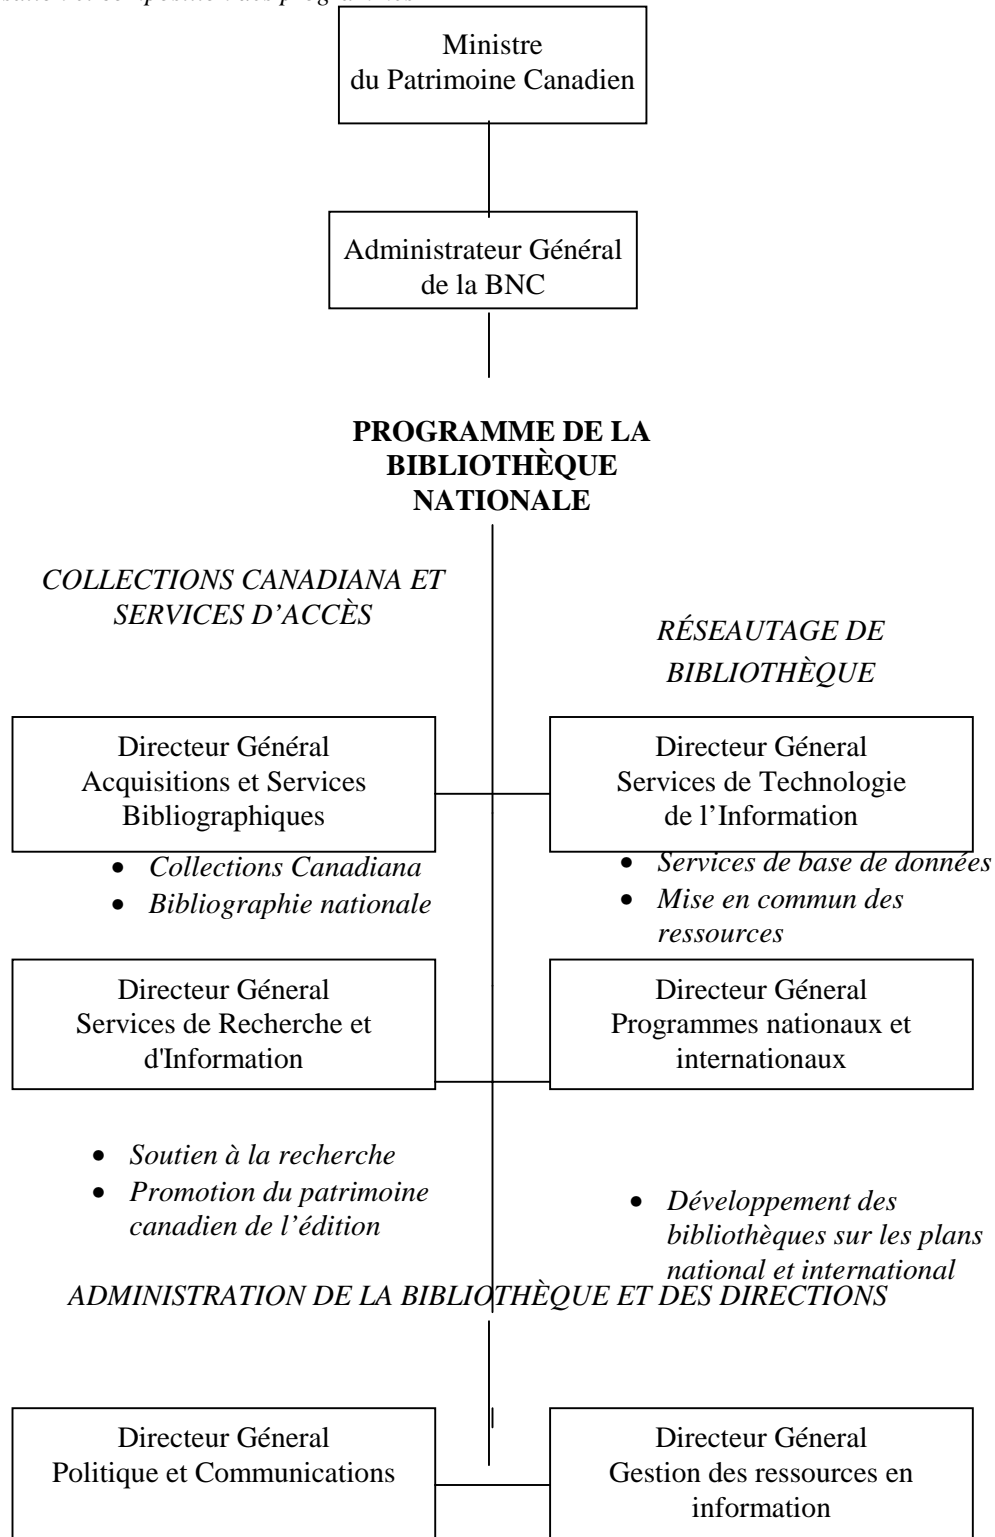 composition des programmes
Ministre
du Patrimoine Canadien
Administrateur Général
de la BNC
PROGRAMME DE LA
BIBLIOTHÈQUE
NATIONALE
COLLECTIONS CANADIANA ET
SERVICES D’ACCÈS
RÉSEAUTAGE DE
BIBLIOTHÈQUE
Directeur Général
Acquisitions et Services
Bibliographiques
• Collections Canadiana
• Bibliographie nationale
Directeur Géneral
Services de Technologie
de l’Information
• Services de base de données
• Mise en commun des
ressources
Directeur Géneral
Services de Recherche et
d'Information
• Soutien à la recherche
• Promotion du patrimoine
canadien de l’édition
Directeur Géneral
Programmes nationaux et
internationaux
• Développement des
bibliothèques sur les plans
national et international
ADMINISTRATION DE LA BIBLIOTHÈQUE ET DES DIRECTIONS
Directeur Géneral
Politique et Communications
Directeur Géneral
Gestion des ressources en
information